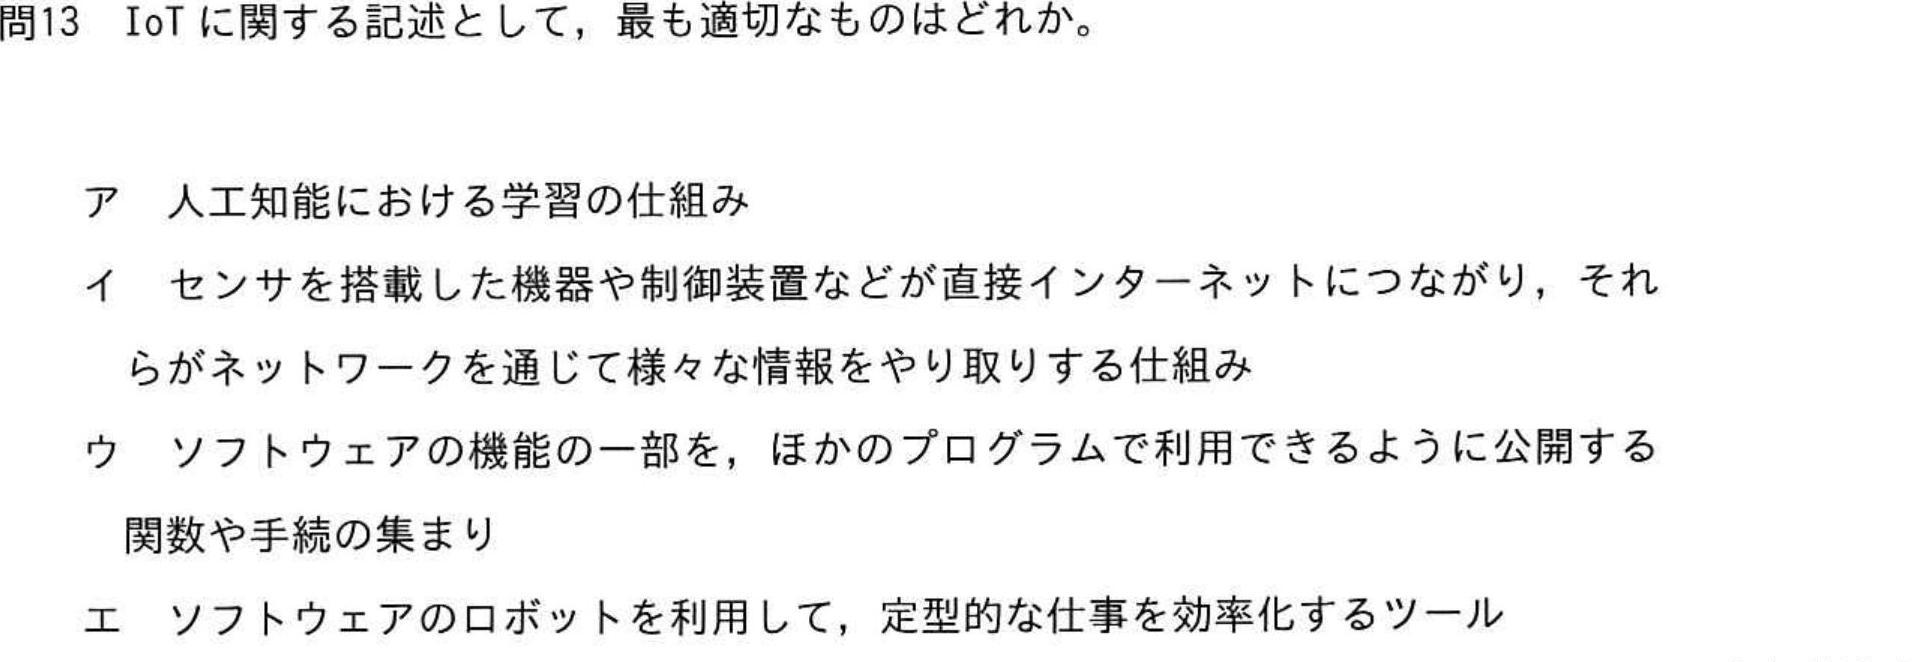 問13 IoTに関する記述として，最も適切なものはどれか。
ア 人工知能における学習の仕組み
イ センサを搭載した機器や制御装置などが直接インターネットにつながり，それ
らがネットワークを通じて様々な情報をやり取りする仕組み
ウ ソフトウェアの機能の一部を，ほかのプログラムで利用できるように公開する
関数や手続の集まり
エ ソフトウェアのロボットを利用して，定型的な仕事を効率化するツール